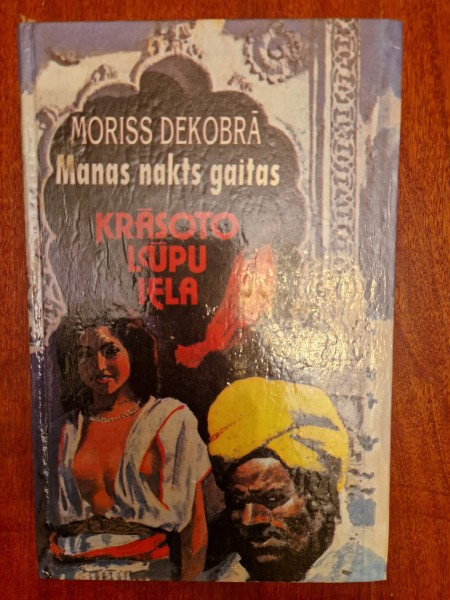 MORISS DEKOBRĀ
Manas nakts gaitas
KRĀSOTO
LŪPU
IELA